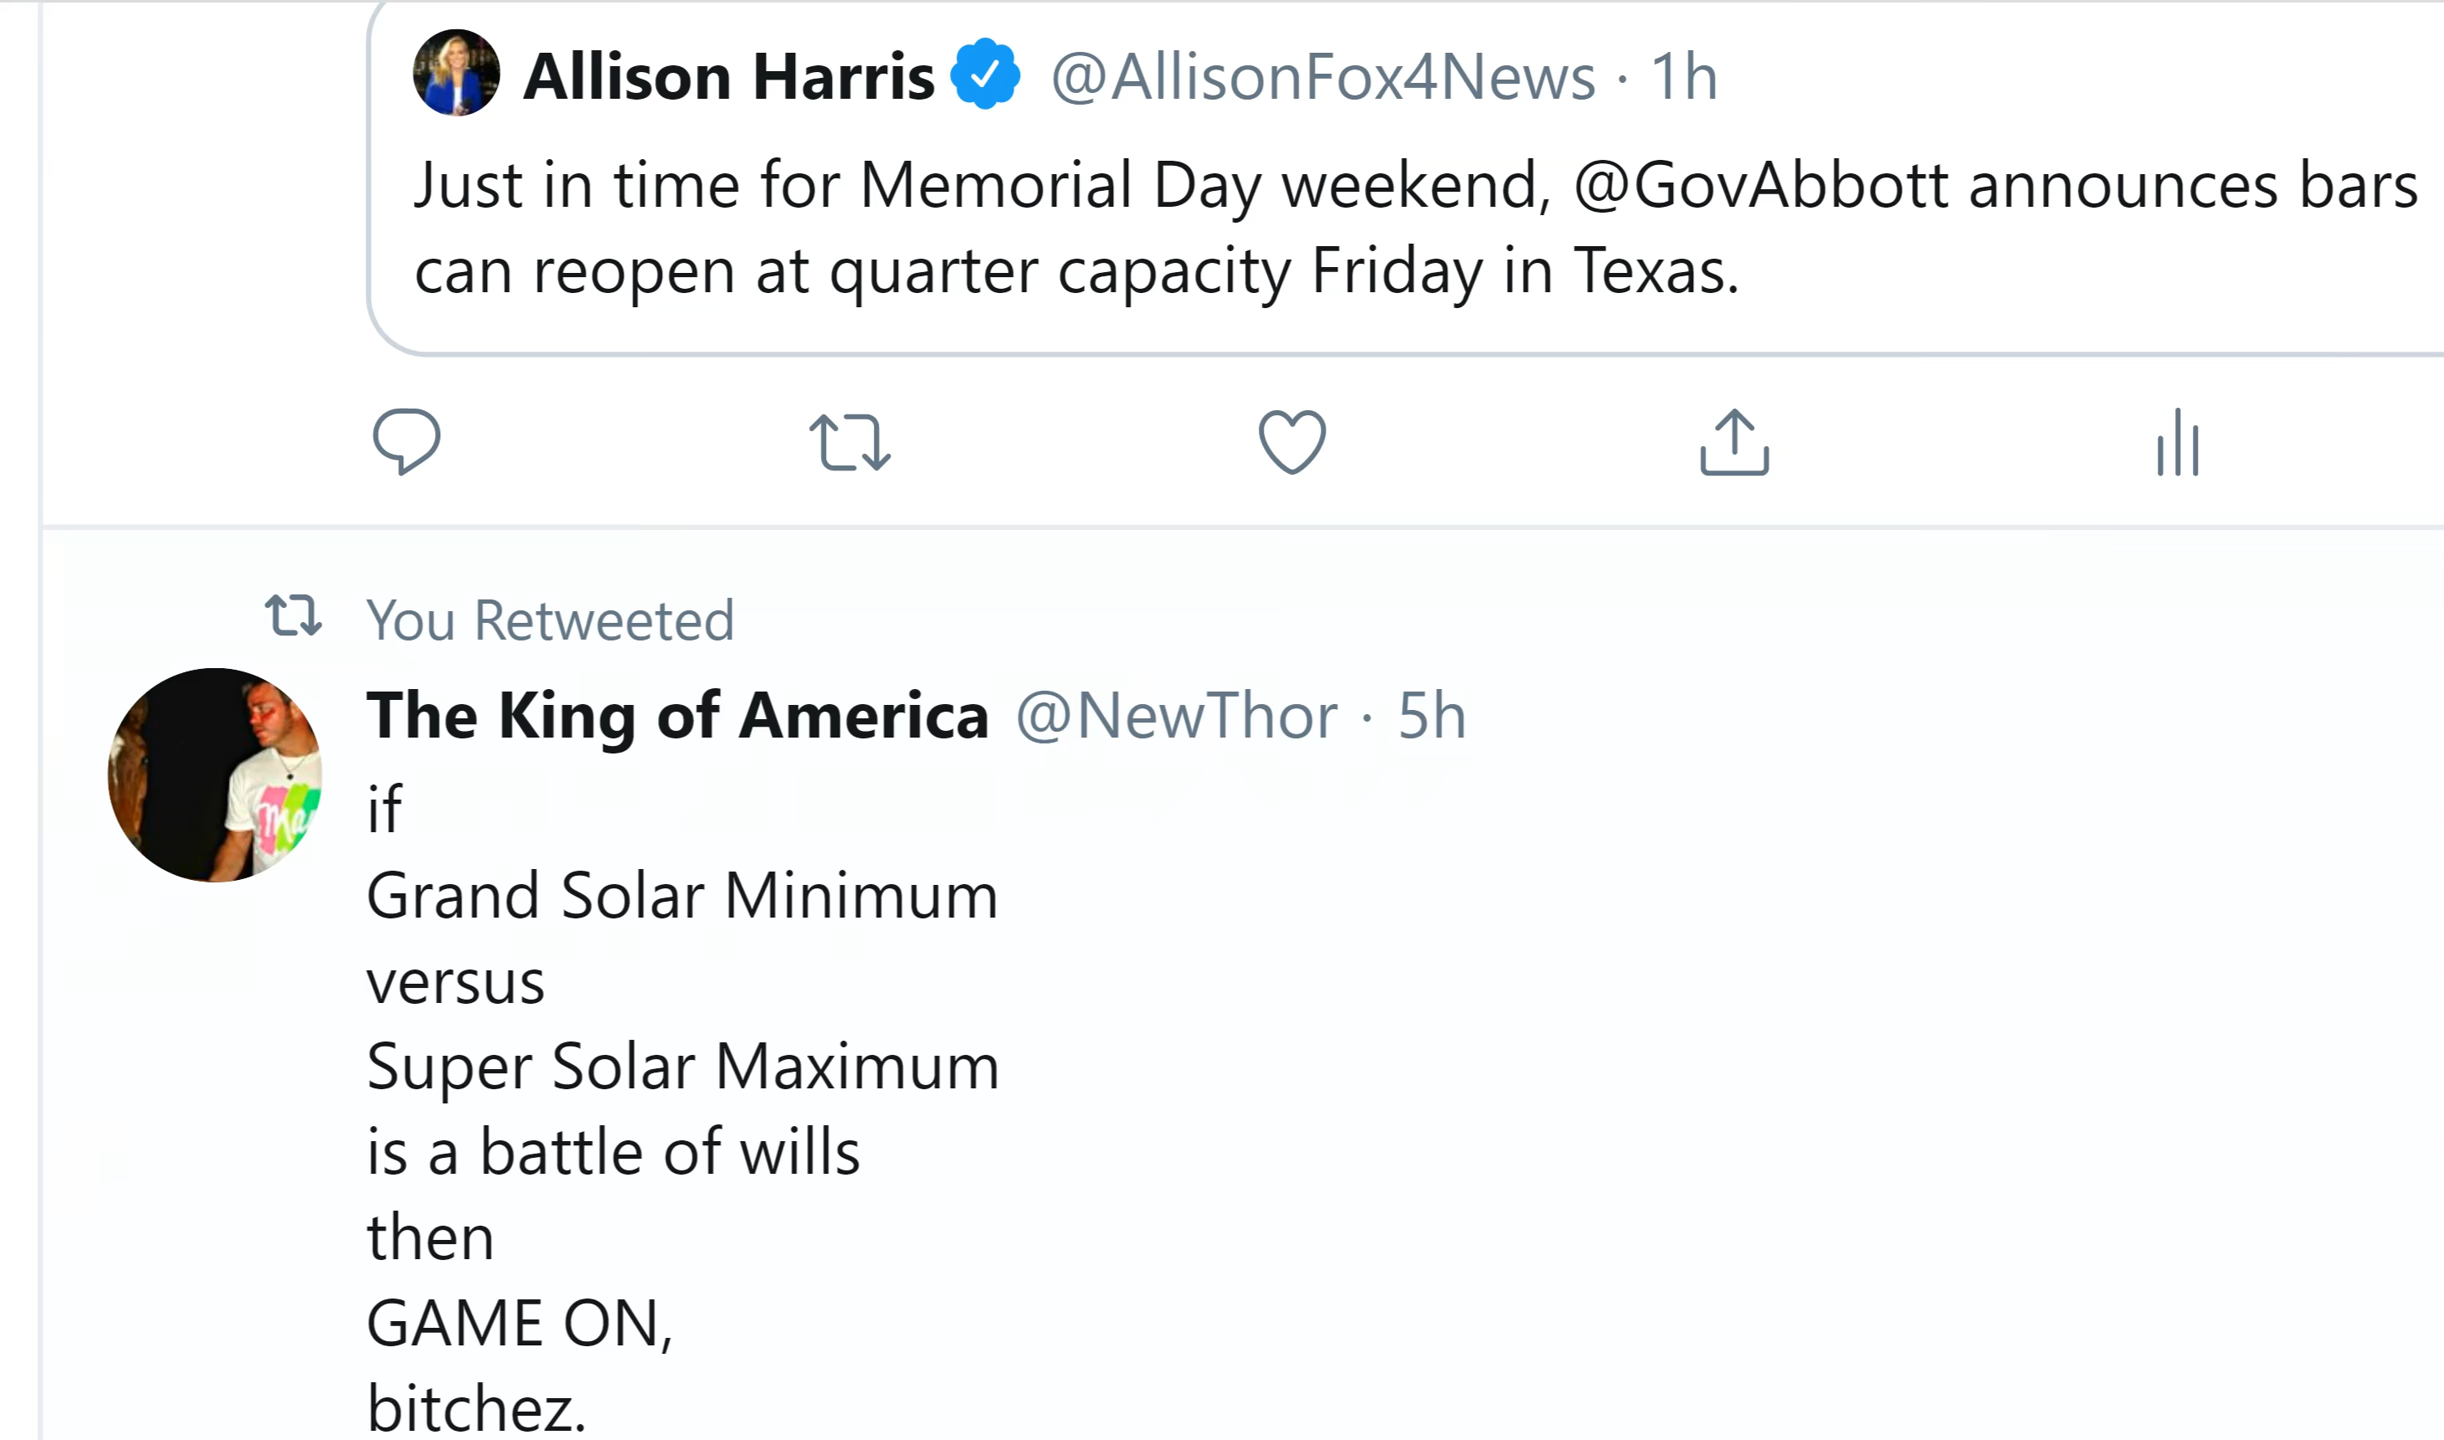 Allison Harris @AllisonFox4News · 1h
Just in time for Memorial Day weekend, @GovAbbott announces bars
can reopen at quarter capacity Friday in Texas.
You Retweeted
The King of America @NewThor · 5h
if
Grand Solar Minimum
versus
Super Solar Maximum
is a battle of wills
then
GAME ON,
bitchez.